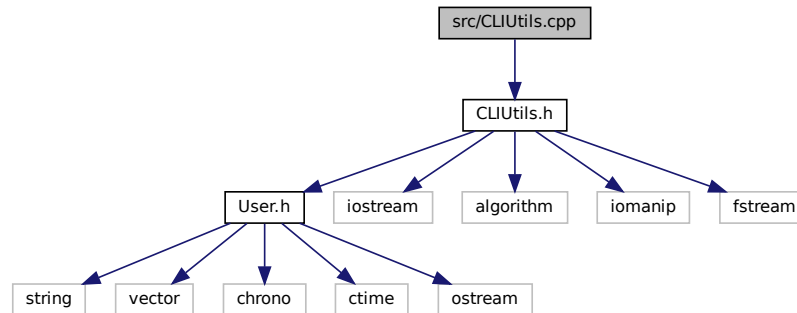 src/CLIUtils.cpp
CLIUtils.h
User.h
iostream
algorithm
iomanip
fstream
string
vector
chrono
ctime
ostream